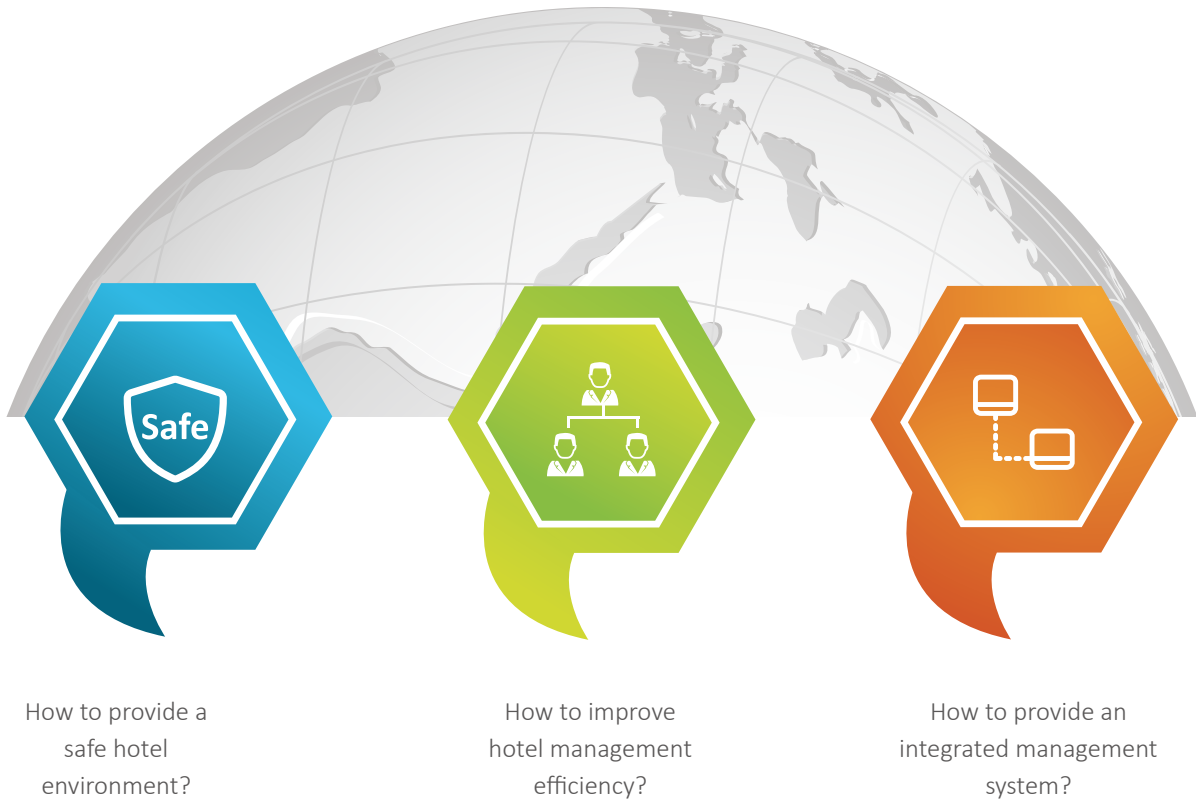 Safe
How to provide a
safe hotel
environment?
How to improve
hotel management
efficiency?
How to provide an
integrated management
system?